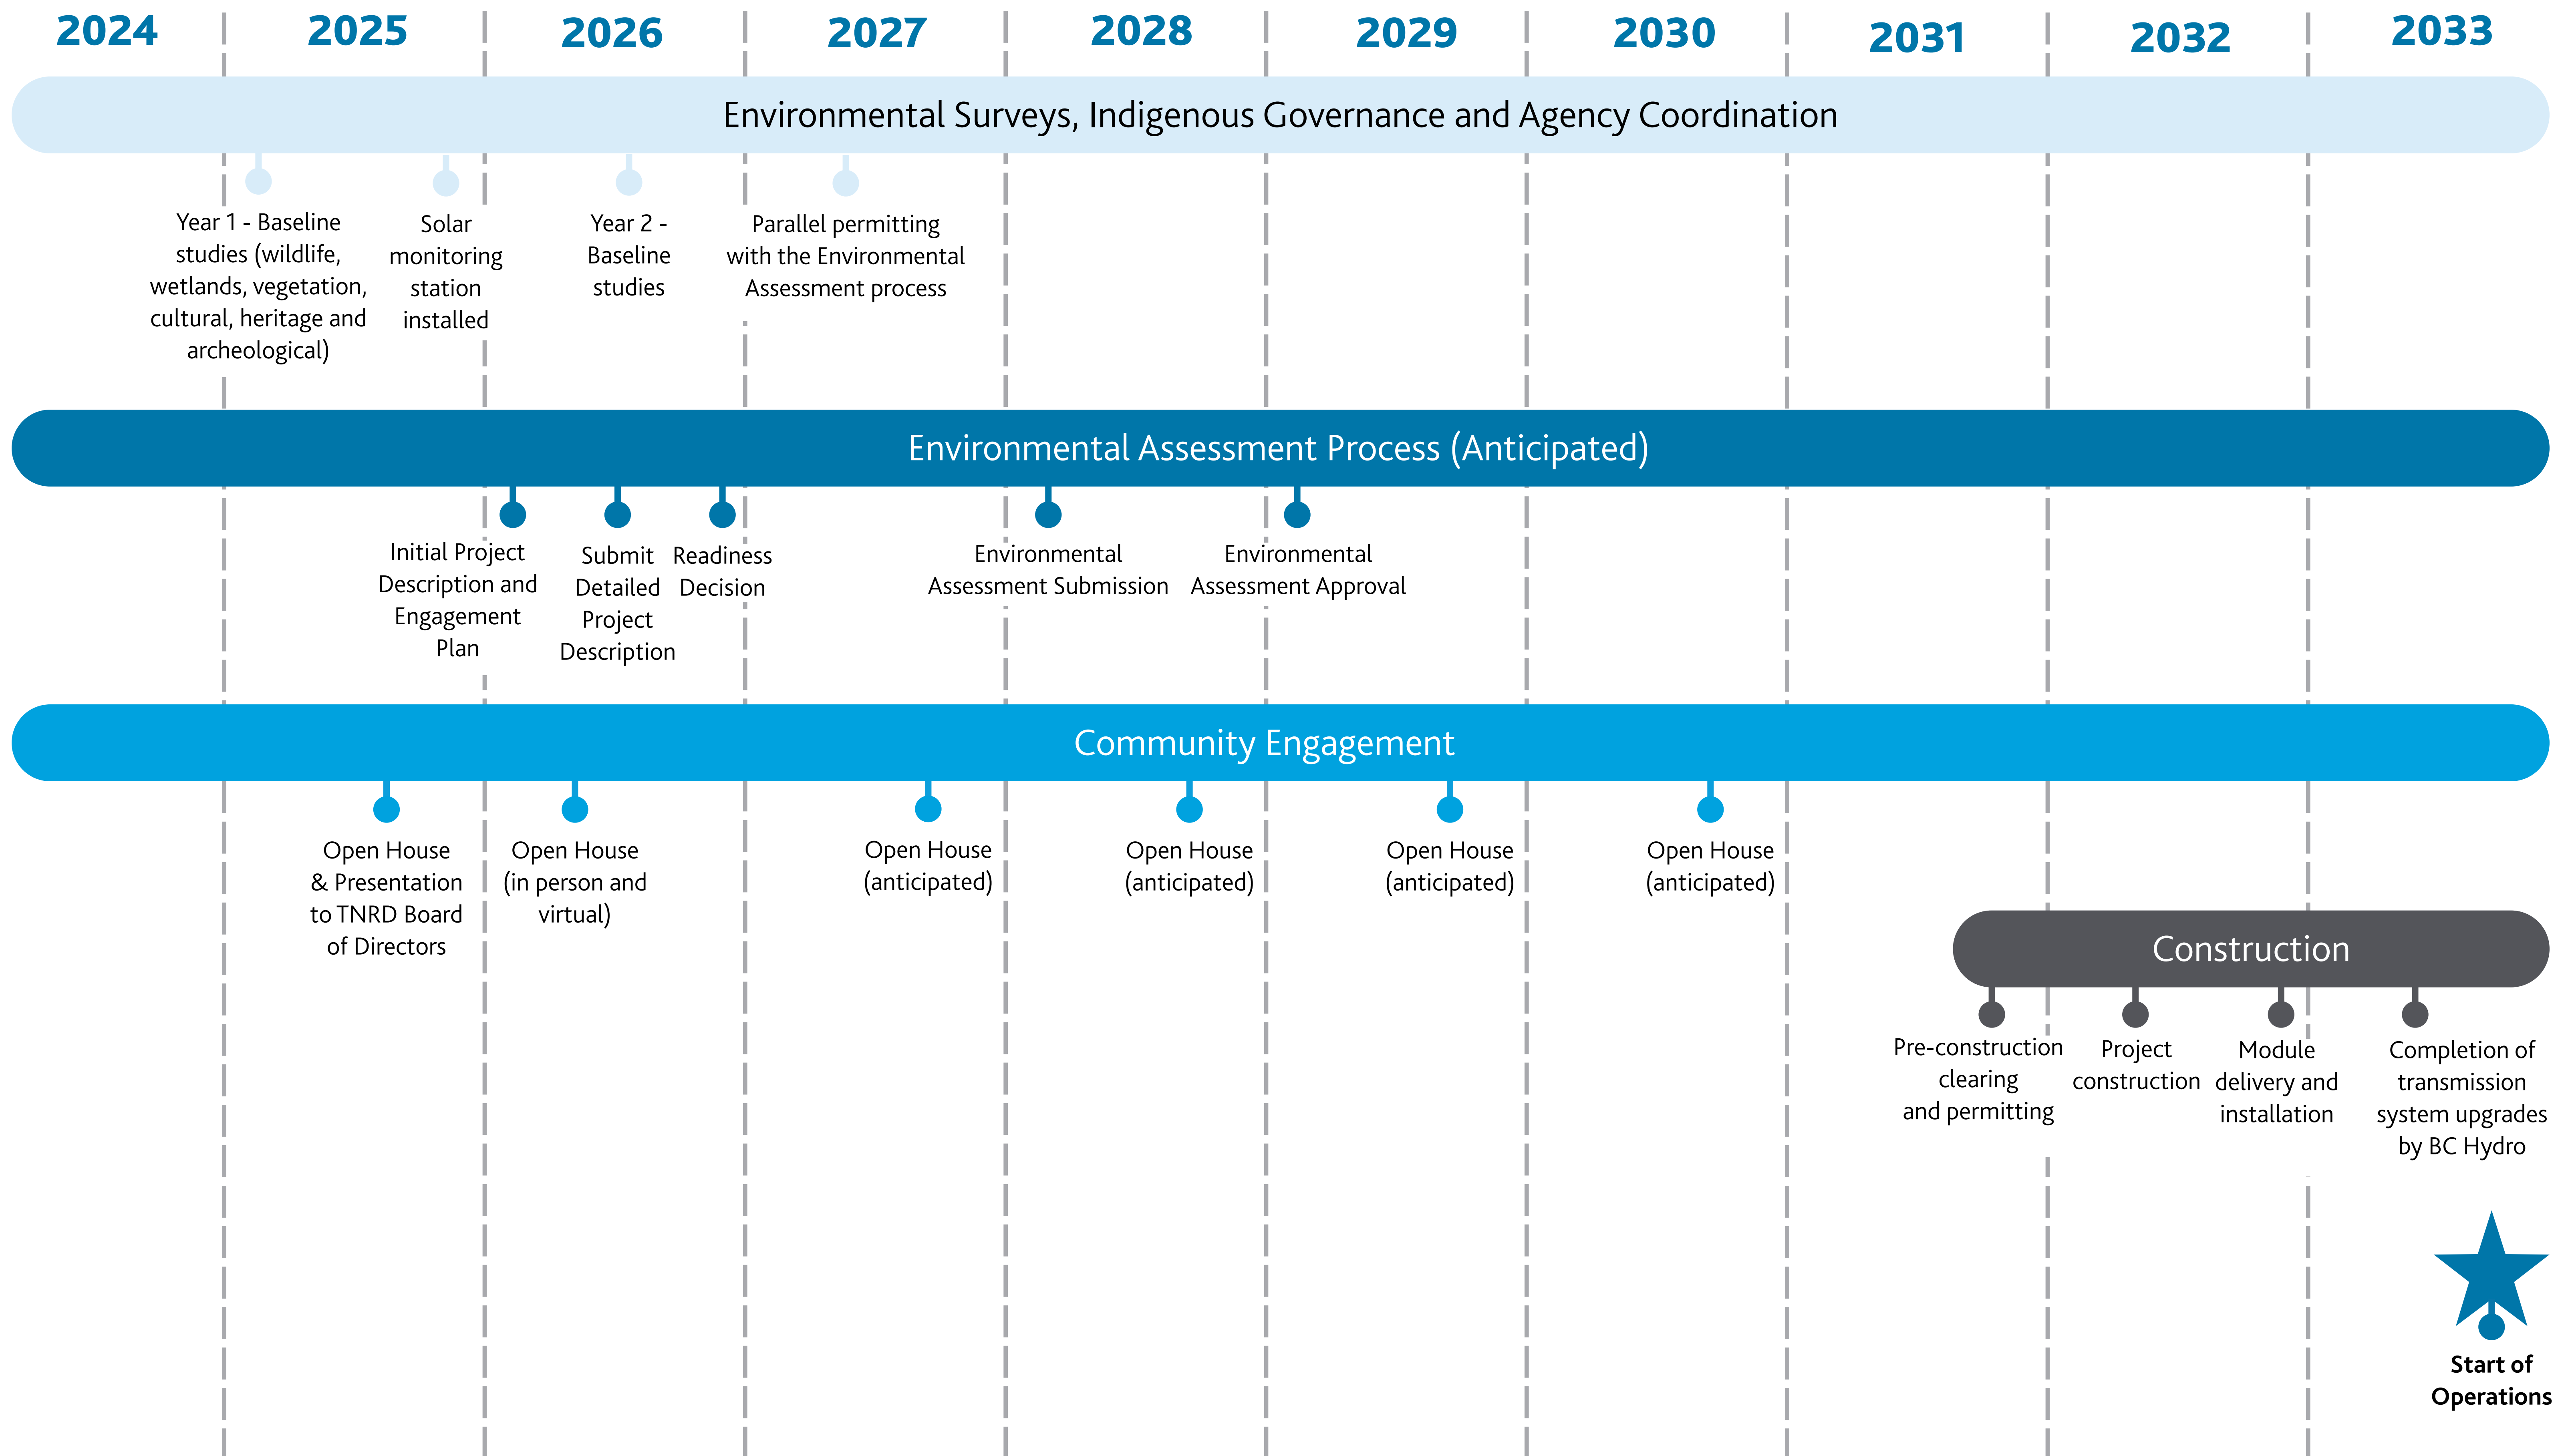 2024 2025 2026 2027 2028 2029 2030 2031 2032 2033
Environmental Surveys, Indigenous Governance and Agency Coordination
Year 1 - Baseline
studies (wildlife,
wetlands, vegetation,
cultural, heritage and
archeological)
Solar
monitoring
station
installed
Year 2 -
Baseline
studies
Parallel permitting
with the Environmental
Assessment process
Environmental Assessment Process (Anticipated)
Initial Project
Description and
Engagement
Plan
Submit
Detailed
Project
Description
Readiness
Decision
Environmental
Assessment Submission
Environmental
Assessment Approval
Community Engagement
Open House
& Presentation
to TNRD Board
of Directors
Open House
(in person and
virtual)
Open House
(anticipated)
Open House
(anticipated)
Open House
(anticipated)
Open House
(anticipated)
Construction
Pre-construction
clearing
and permitting
Project
construction
Module
delivery and
installation
Completion of
transmission
system upgrades
by BC Hydro
Start of
Operations